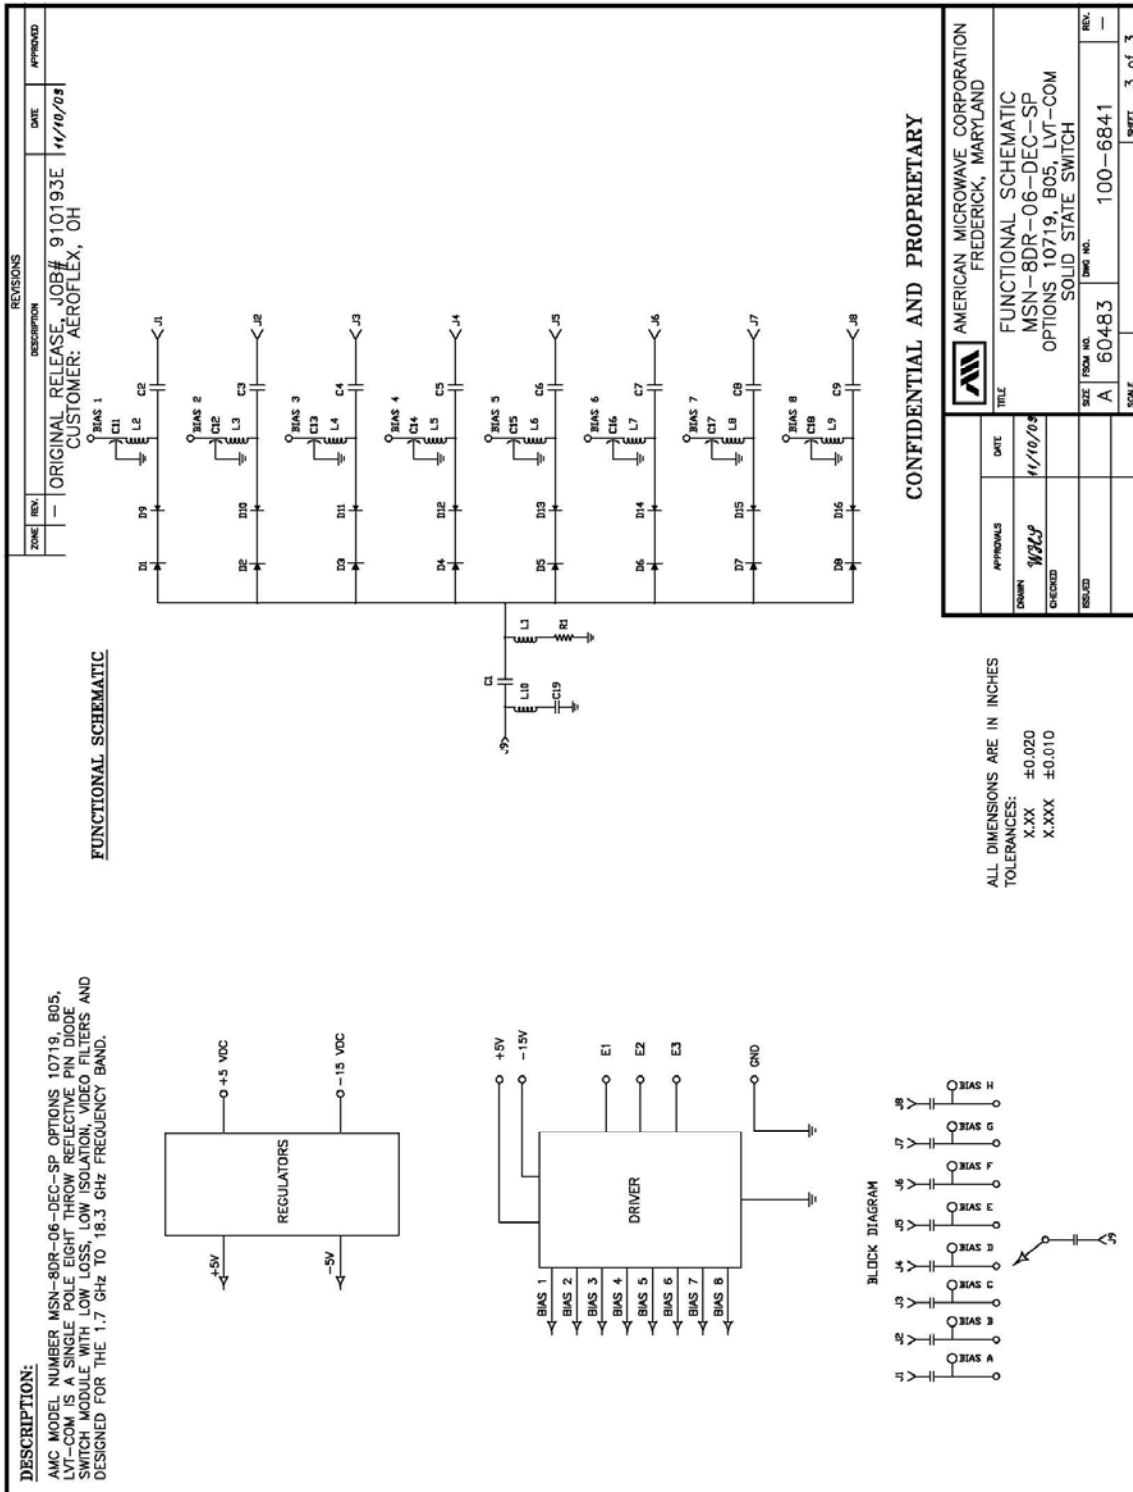 DESCRIPTION:
AMC MODEL NUMBER MSN-8DR-06-DEC-SP OPTIONS 10719, B05,
LVT-COM IS A SINGLE POLE EIGHT THROW REFLECTIVE PIN DIODE
SWITCH MODULE WITH LOW LOSS, LOW ISOLATION, VIDEO FILTERS AND
DESIGNED FOR THE 1.7 GHz TO 18.3 GHz FREQUENCY BAND.
REVISIONS
ZONE REV. DESCRIPTION DATE APPROVED
— ORIGINAL RELEASE, JOB# 910193E 11/10/09
CUSTOMER: AEROFLEX, OH
FUNCTIONAL SCHEMATIC
+5V REGULATORS +5 VDC
-5V -15 VDC
BIAS 1
BIAS 2
BIAS 3
BIAS 4
BIAS 5
BIAS 6
BIAS 7
BIAS 8
DRIVER
+5V
-15V
E1
E2
E3
GND
J9 L10 C19 C1 L1 R1
D1 D9 BIAS 1 C11 L2 C2 J1
D2 D10 BIAS 2 C12 L3 C3 J2
D3 D11 BIAS 3 C13 L4 C4 J3
D4 D12 BIAS 4 C14 L5 C5 J4
D5 D13 BIAS 5 C15 L6 C6 J5
D6 D14 BIAS 6 C16 L7 C7 J6
D7 D15 BIAS 7 C17 L8 C8 J7
D8 D16 BIAS 8 C18 L9 C9 J8
BLOCK DIAGRAM
J1 J2 J3 J4 J5 J6 J7 J8
BIAS A BIAS B BIAS C BIAS D BIAS E BIAS F BIAS G BIAS H
J9
CONFIDENTIAL AND PROPRIETARY
ALL DIMENSIONS ARE IN INCHES
TOLERANCES:
X.XX ±0.020
X.XXX ±0.010
APPROVALS DATE
DRAWN WHS 11/10/09
CHECKED
ISSUED
AMERICAN MICROWAVE CORPORATION
FREDERICK, MARYLAND
TITLE
FUNCTIONAL SCHEMATIC
MSN-8DR-06-DEC-SP
OPTIONS 10719, B05, LVT-COM
SOLID STATE SWITCH
SIZE FSCM NO. DWG NO. REV.
A 60483 100-6841 —
SCALE SHEET 3 of 3